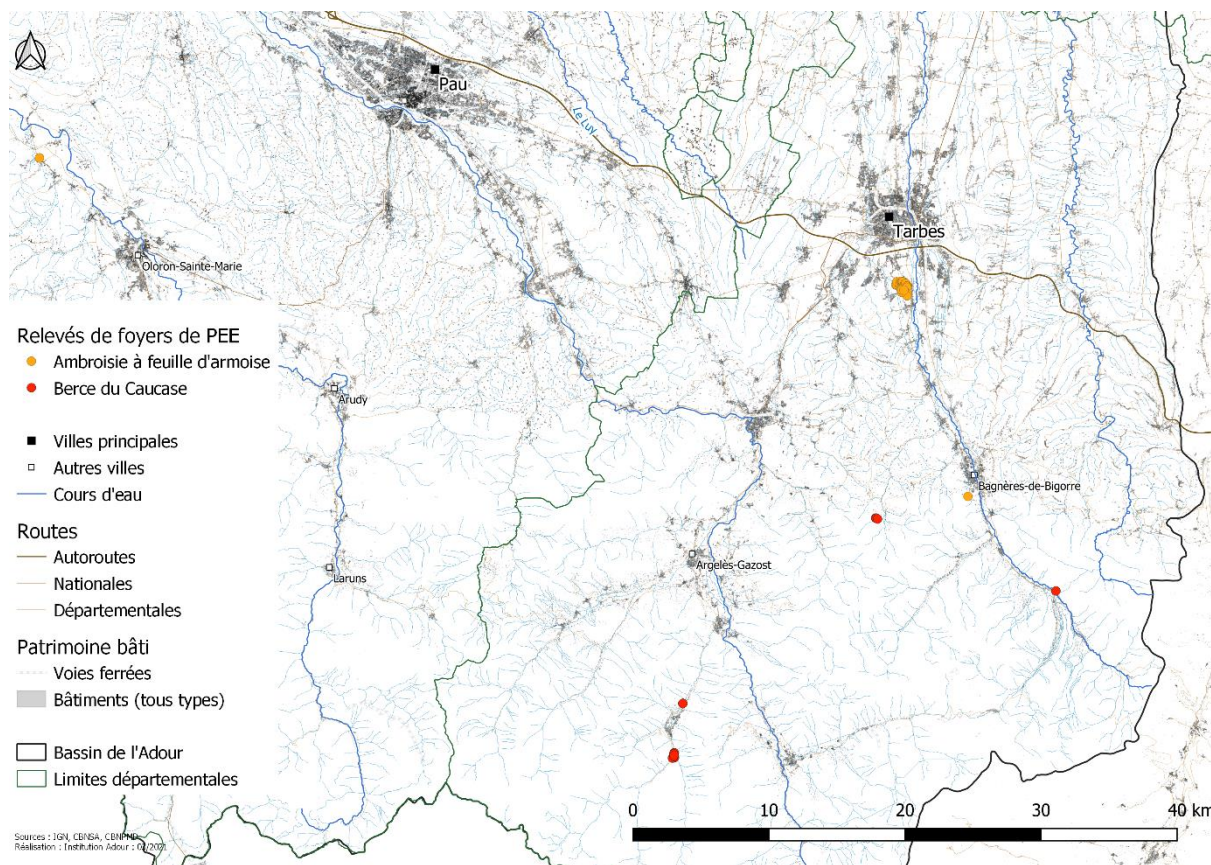 Pau
Le Luy
Tarbes
Oloron-Sainte-Marie
Relevés de foyers de PEE
Ambroisie à feuille d'armoise
Berce du Caucase
Villes principales
Autres villes
Cours d'eau
Routes
Autoroutes
Nationales
Départementales
Patrimoine bâti
Voies ferrées
Bâtiments (tous types)
Bassin de l'Adour
Limites départementales
Arudy
Bagnères-de-Bigorre
Argelès-Gazost
Laruns
0 10 20 30 40 km
Sources : IGN, CBNSA, CBNPMP
Réalisation : Institution Adour : 02/2021